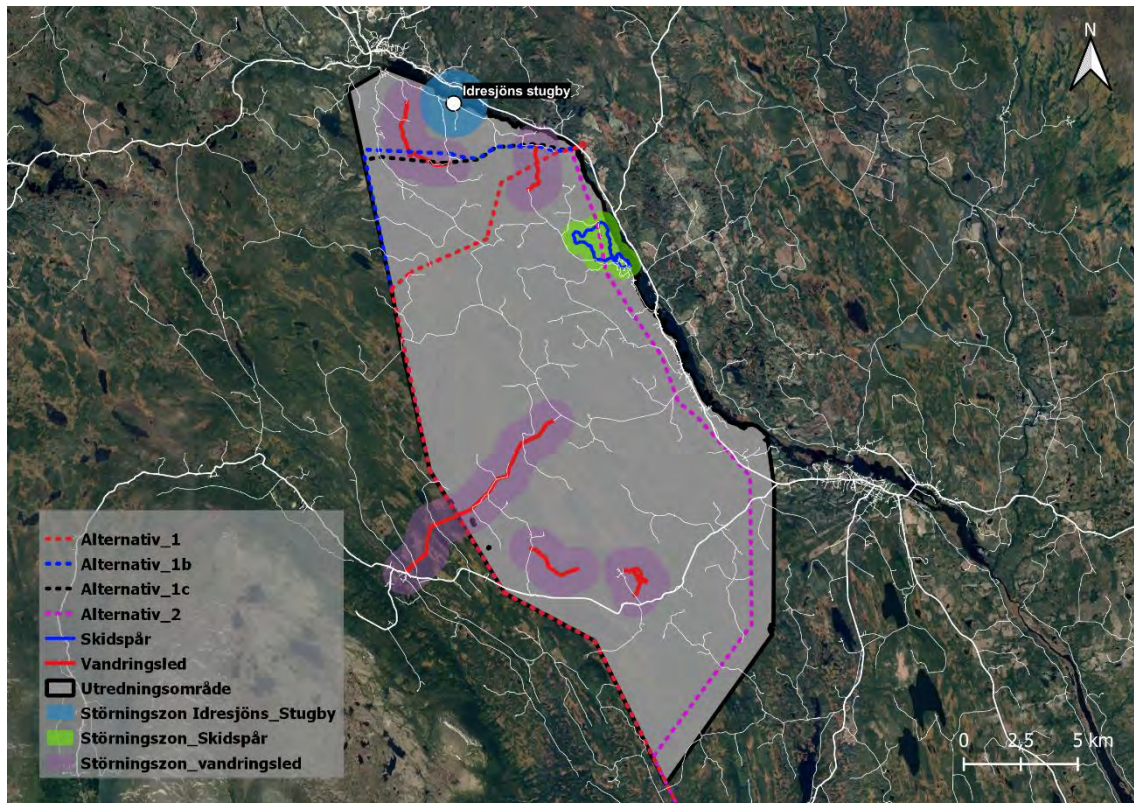 N
Idresjöns stugby
Alternativ_1
Alternativ_1b
Alternativ_1c
Alternativ_2
Skidspår
Vandringsled
Utredningsområde
Störningszon Idresjöns_Stugby
Störningszon_Skidspår
Störningszon_vandringsled
0 2,5 5 km